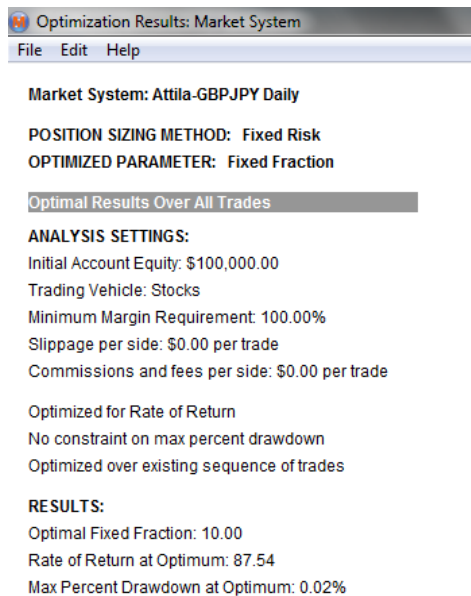 Optimization Results: Market System
File Edit Help
Market System: Attila-GBPJPY Daily
POSITION SIZING METHOD: Fixed Risk
OPTIMIZED PARAMETER: Fixed Fraction
Optimal Results Over All Trades
ANALYSIS SETTINGS:
Initial Account Equity: $100,000.00
Trading Vehicle: Stocks
Minimum Margin Requirement: 100.00%
Slippage per side: $0.00 per trade
Commissions and fees per side: $0.00 per trade
Optimized for Rate of Return
No constraint on max percent drawdown
Optimized over existing sequence of trades
RESULTS:
Optimal Fixed Fraction: 10.00
Rate of Return at Optimum: 87.54
Max Percent Drawdown at Optimum: 0.02%